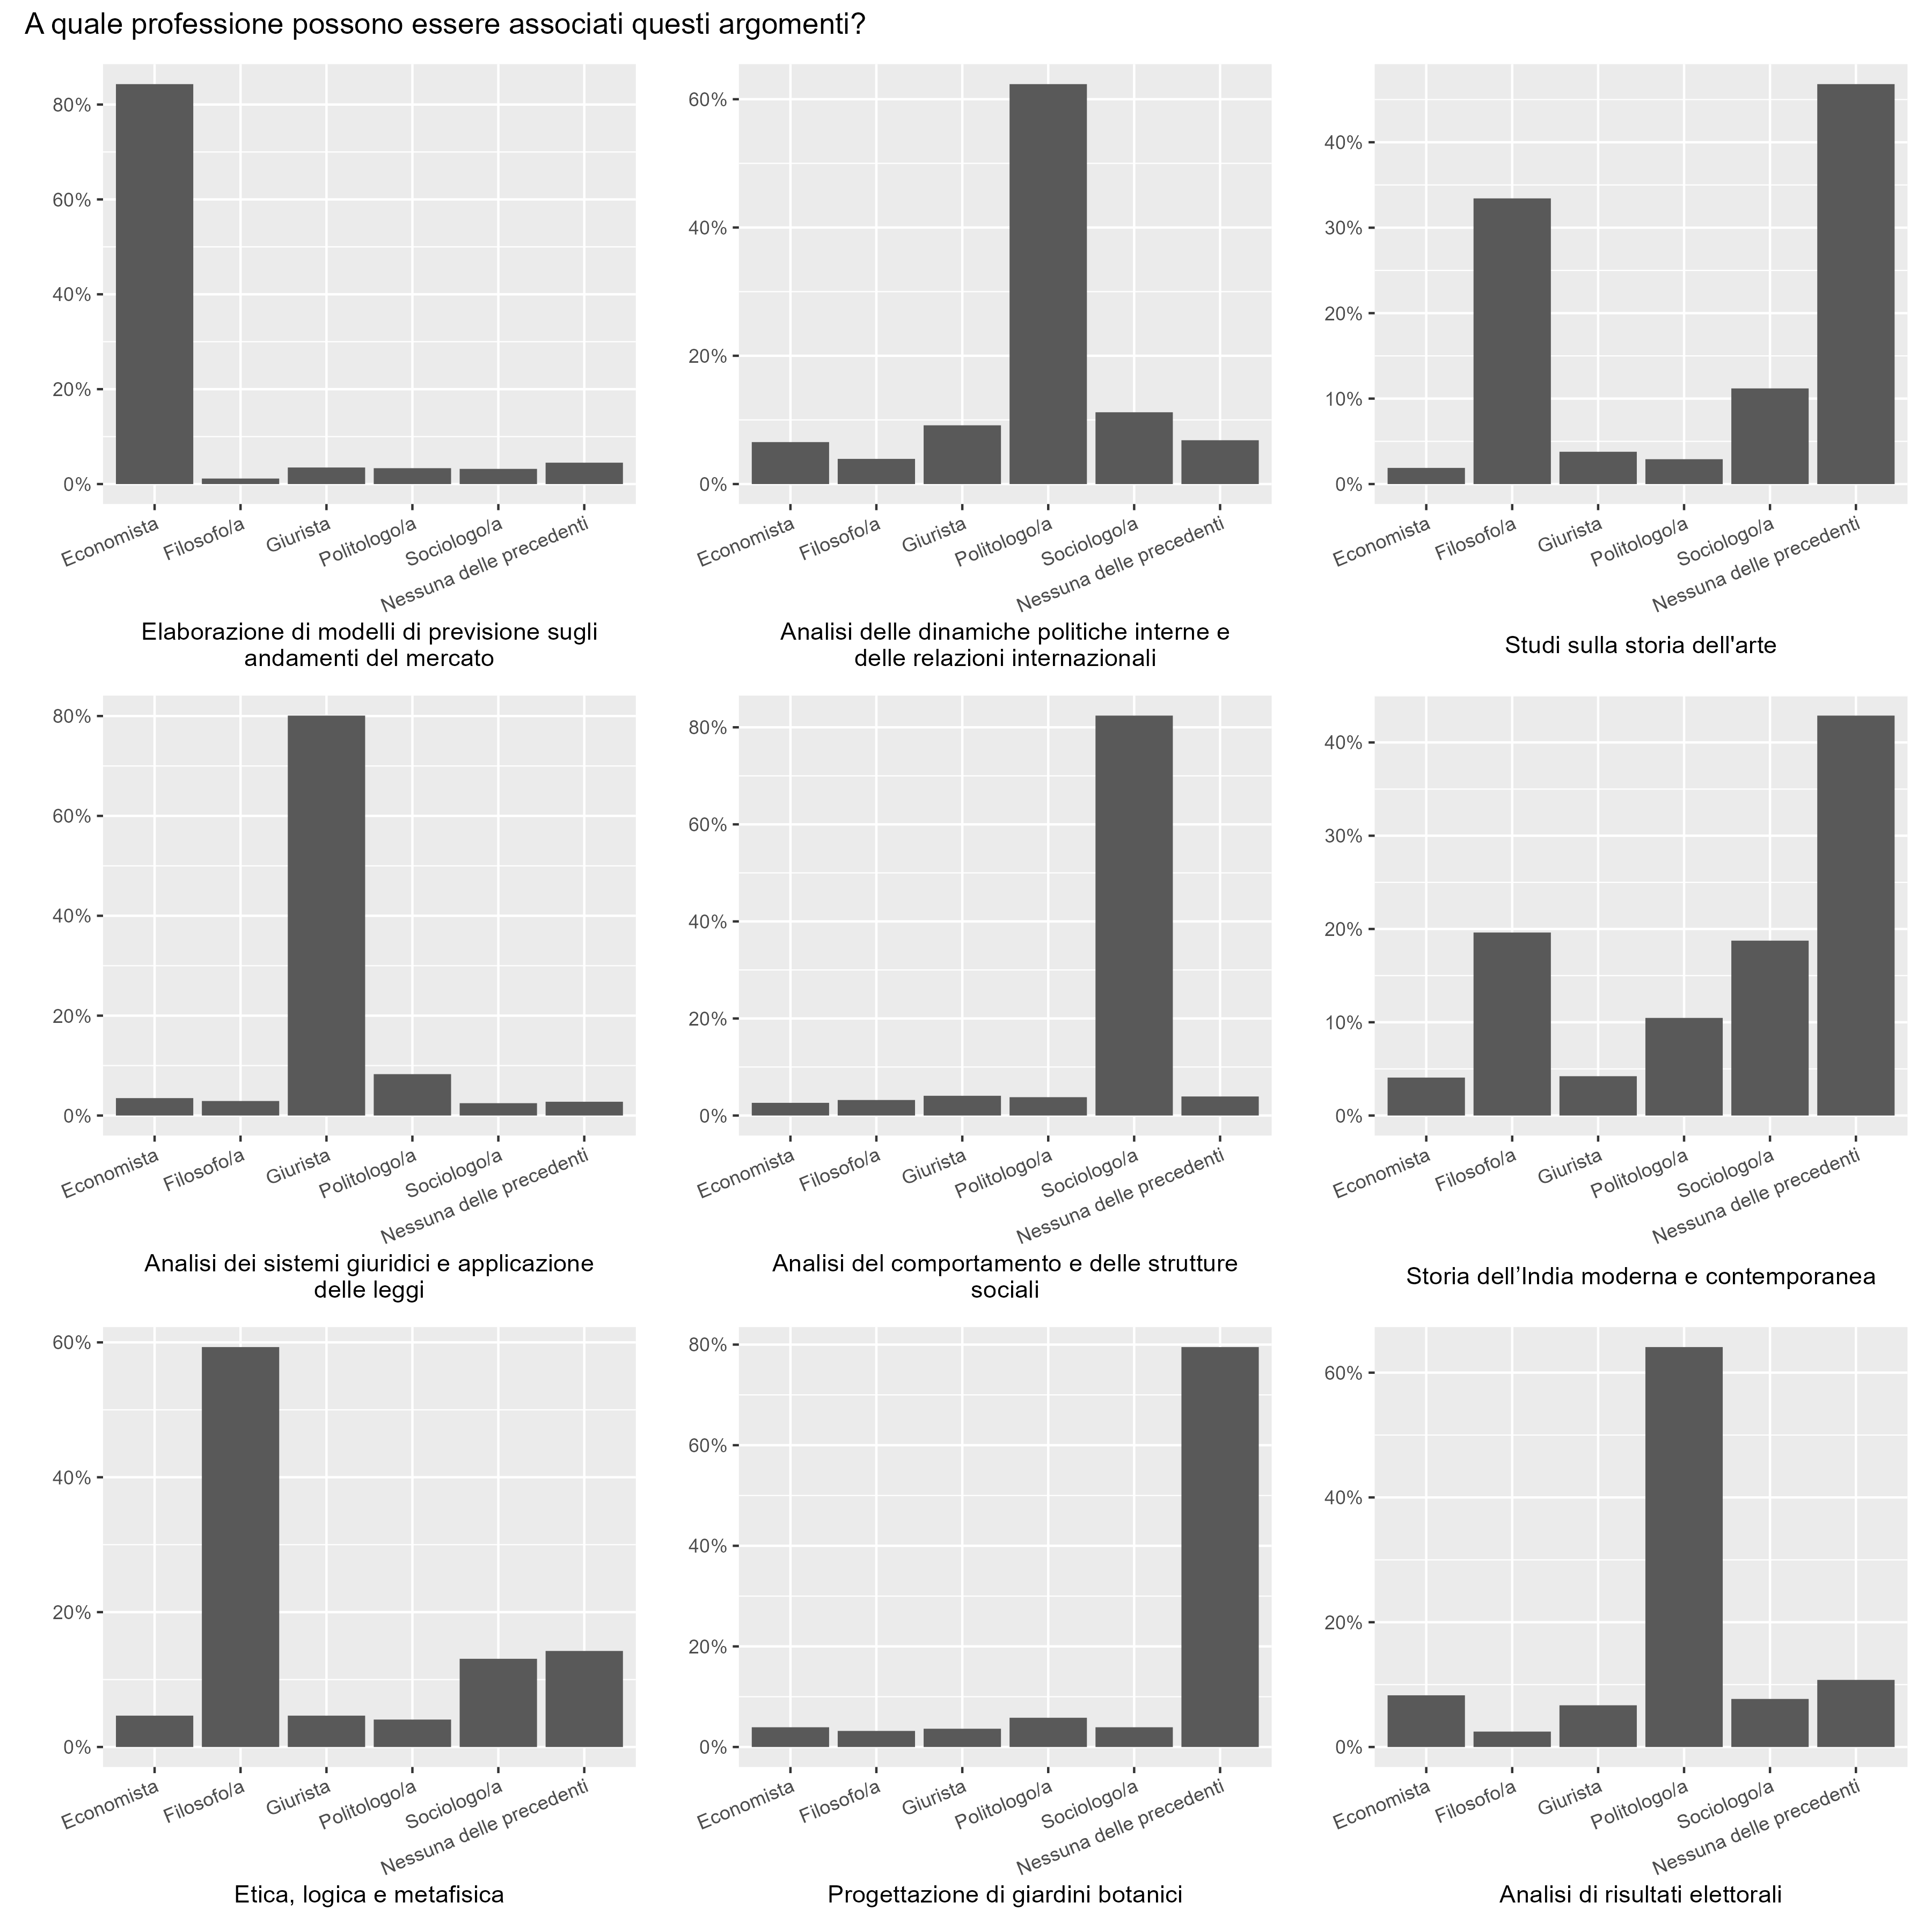 A quale professione possono essere associati questi argomenti?
80%
60%
40%
20%
0%
Economista
Filosofo/a
Giurista
Politologo/a
Sociologo/a
Nessuna delle precedenti
Elaborazione di modelli di previsione sugli
andamenti del mercato
60%
40%
20%
0%
Economista
Filosofo/a
Giurista
Politologo/a
Sociologo/a
Nessuna delle precedenti
Analisi delle dinamiche politiche interne e
delle relazioni internazionali
40%
30%
20%
10%
0%
Economista
Filosofo/a
Giurista
Politologo/a
Sociologo/a
Nessuna delle precedenti
Studi sulla storia dell'arte
80%
60%
40%
20%
0%
Economista
Filosofo/a
Giurista
Politologo/a
Sociologo/a
Nessuna delle precedenti
Analisi dei sistemi giuridici e applicazione
delle leggi
80%
60%
40%
20%
0%
Economista
Filosofo/a
Giurista
Politologo/a
Sociologo/a
Nessuna delle precedenti
Analisi del comportamento e delle strutture
sociali
40%
30%
20%
10%
0%
Economista
Filosofo/a
Giurista
Politologo/a
Sociologo/a
Nessuna delle precedenti
Storia dell’India moderna e contemporanea
60%
40%
20%
0%
Economista
Filosofo/a
Giurista
Politologo/a
Sociologo/a
Nessuna delle precedenti
Etica, logica e metafisica
80%
60%
40%
20%
0%
Economista
Filosofo/a
Giurista
Politologo/a
Sociologo/a
Nessuna delle precedenti
Progettazione di giardini botanici
60%
40%
20%
0%
Economista
Filosofo/a
Giurista
Politologo/a
Sociologo/a
Nessuna delle precedenti
Analisi di risultati elettorali